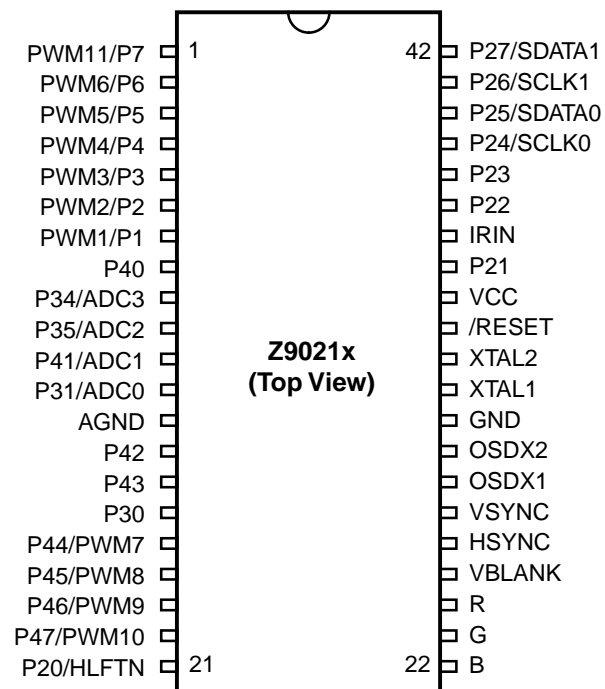 PWM11/P7 1 42 P27/SDATA1
PWM6/P6 P26/SCLK1
PWM5/P5 P25/SDATA0
PWM4/P4 P24/SCLK0
PWM3/P3 P23
PWM2/P2 P22
PWM1/P1 IRIN
P40 P21
P34/ADC3 VCC
P35/ADC2 /RESET
P41/ADC1 XTAL2
P31/ADC0 XTAL1
Z9021x
(Top View)
AGND GND
P42 OSDX2
P43 OSDX1
P30 VSYNC
P44/PWM7 HSYNC
P45/PWM8 VBLANK
P46/PWM9 R
P47/PWM10 G
P20/HLFTN 21 22 B